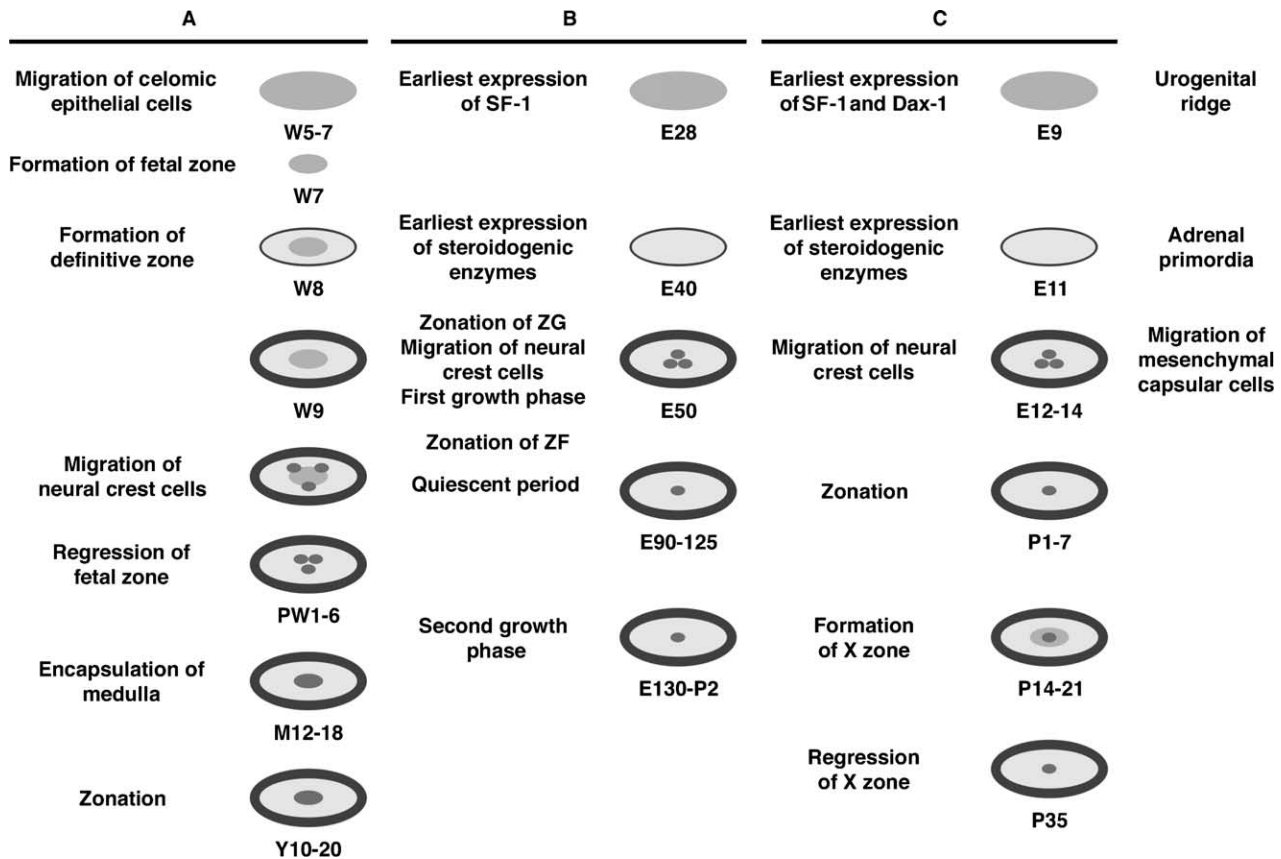 A
B
C
Migration of celomic
epithelial cells
W5-7
Earliest expression
of SF-1
E28
Earliest expression
of SF-1 and Dax-1
E9
Urogenital
ridge
Formation of fetal zone
W7
Formation of
definitive zone
W8
Earliest expression
of steroidogenic
enzymes
E40
Earliest expression
of steroidogenic
enzymes
E11
Adrenal
primordia
W9
Zonation of ZG
Migration of neural
crest cells
First growth phase
E50
Migration of neural
crest cells
E12-14
Migration of
mesenchymal
capsular cells
Migration of
neural crest cells
Zonation of ZF
Quiescent period
E90-125
Zonation
P1-7
Regression of
fetal zone
PW1-6
Second growth
phase
E130-P2
Formation
of X zone
P14-21
Encapsulation of
medulla
M12-18
Regression
of X zone
P35
Zonation
Y10-20